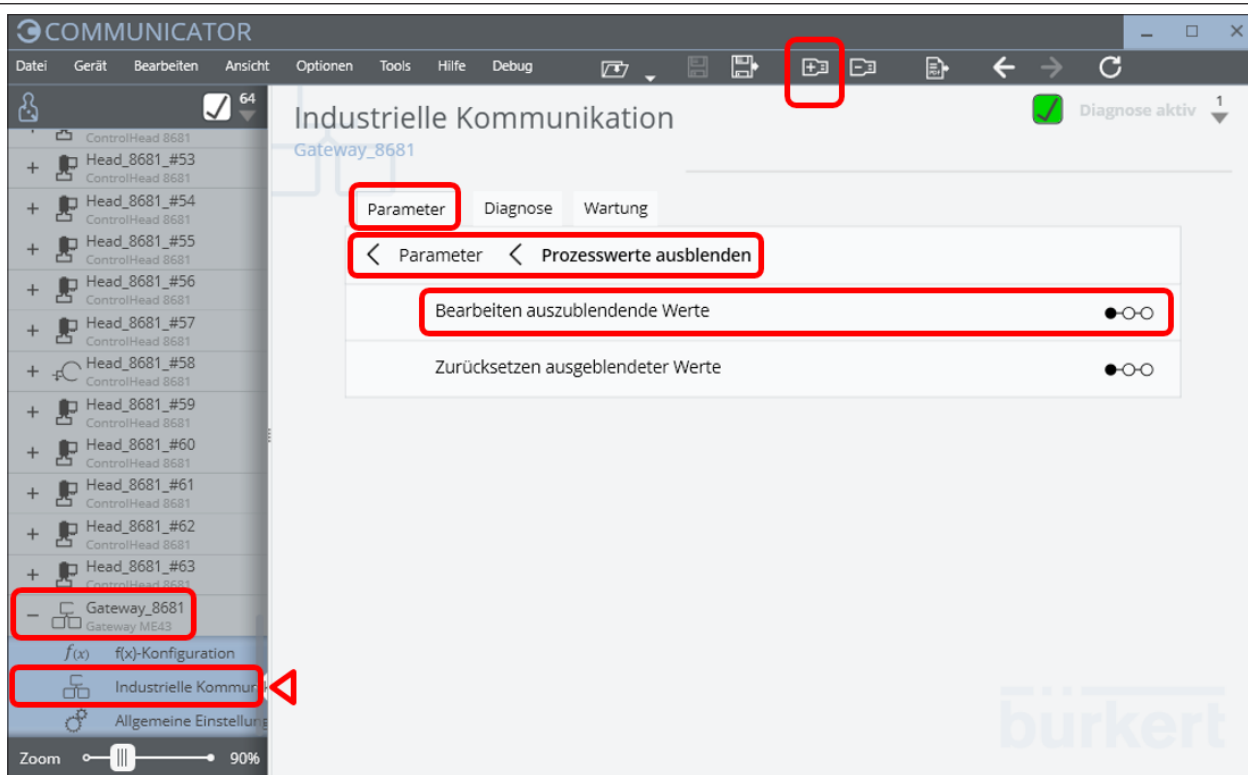 COMMUNICATOR
Datei Gerät Bearbeiten Ansicht Optionen Tools Hilfe Debug
64
Industrielle Kommunikation
Gateway_8681
Diagnose aktiv 1
ControlHead 8681
Head_8681_#53
ControlHead 8681
Head_8681_#54
ControlHead 8681
Head_8681_#55
ControlHead 8681
Head_8681_#56
ControlHead 8681
Head_8681_#57
ControlHead 8681
Head_8681_#58
ControlHead 8681
Head_8681_#59
ControlHead 8681
Head_8681_#60
ControlHead 8681
Head_8681_#61
ControlHead 8681
Head_8681_#62
ControlHead 8681
Head_8681_#63
ControlHead 8681
Gateway_8681
Gateway ME43
f(x) f(x)-Konfiguration
Industrielle Kommun
Allgemeine Einstellung
Zoom 90%
Parameter Diagnose Wartung
Parameter Prozesswerte ausblenden
Bearbeiten auszublendende Werte
Zurücksetzen ausgeblendeter Werte
bürkert